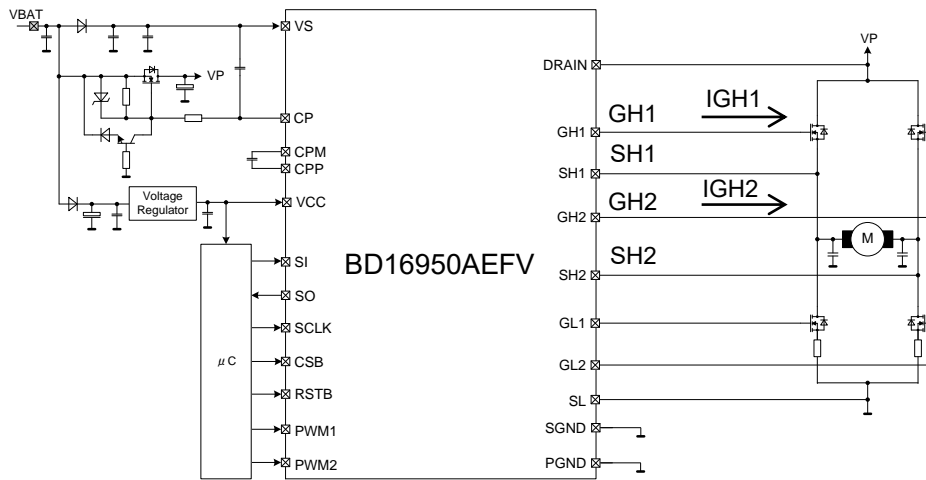 VBAT
VP
CP
VS
CPM
CPP
Voltage
Regulator
VCC
μC
SI
SO
SCLK
CSB
RSTB
PWM1
PWM2
BD16950AEFV
DRAIN
GH1
SH1
GH2
SH2
GL1
GL2
SL
SGND
PGND
GH1
IGH1
SH1
GH2
IGH2
SH2
VP
M